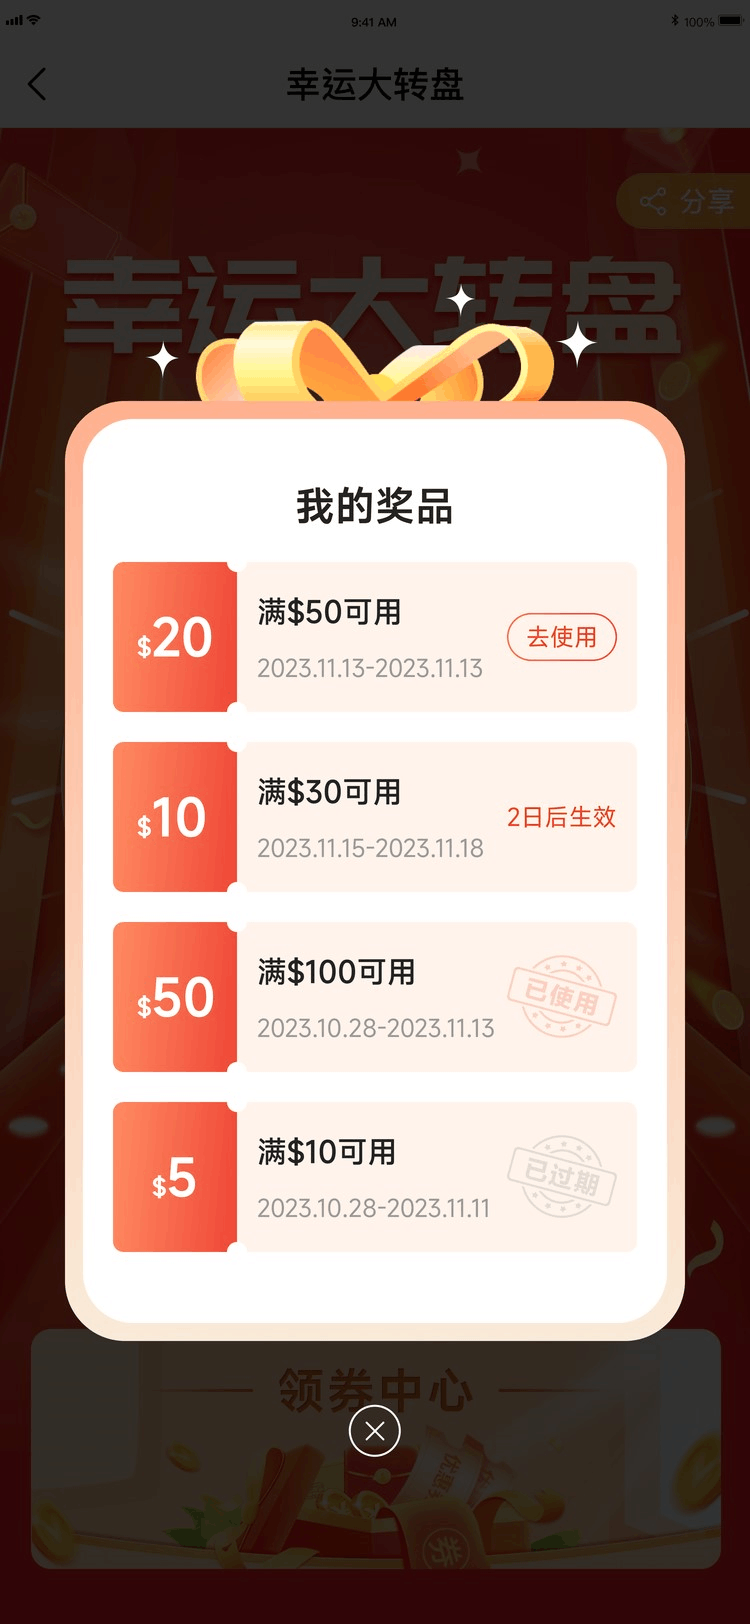 9:41 AM
100%
幸运大转盘
分享
幸运大转盘
我的奖品
$20
满$50可用
2023.11.13-2023.11.13
去使用
$10
满$30可用
2023.11.15-2023.11.18
2日后生效
$50
满$100可用
2023.10.28-2023.11.13
已使用
$5
满$10可用
2023.10.28-2023.11.11
已过期
领券中心
优惠
券